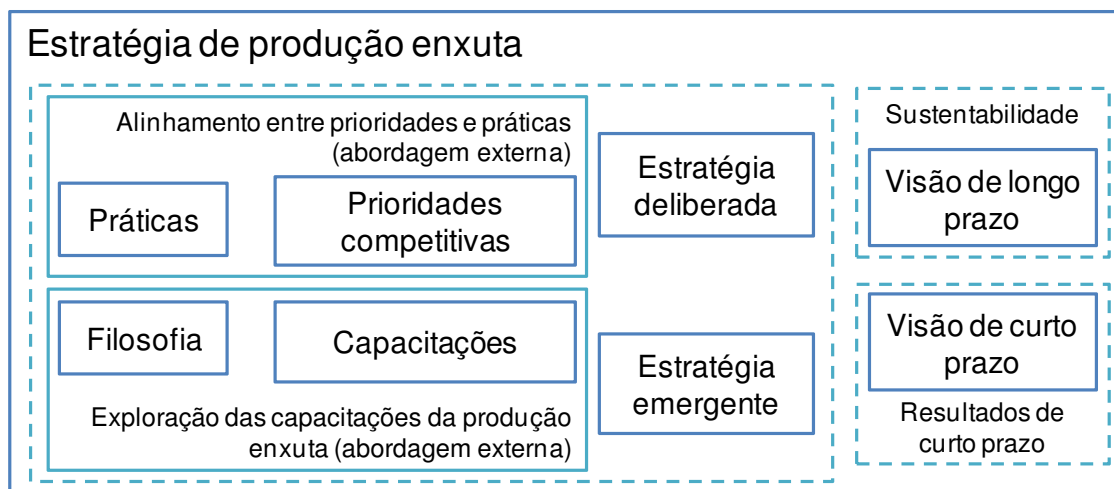 Estratégia de produção enxuta
Alinhamento entre prioridades e práticas
(abordagem externa)
Práticas
Prioridades
competitivas
Estratégia
deliberada
Filosofia
Capacitações
Exploração das capacitações da produção
enxuta (abordagem externa)
Estratégia
emergente
Sustentabilidade
Visão de longo
prazo
Visão de curto
prazo
Resultados de
curto prazo